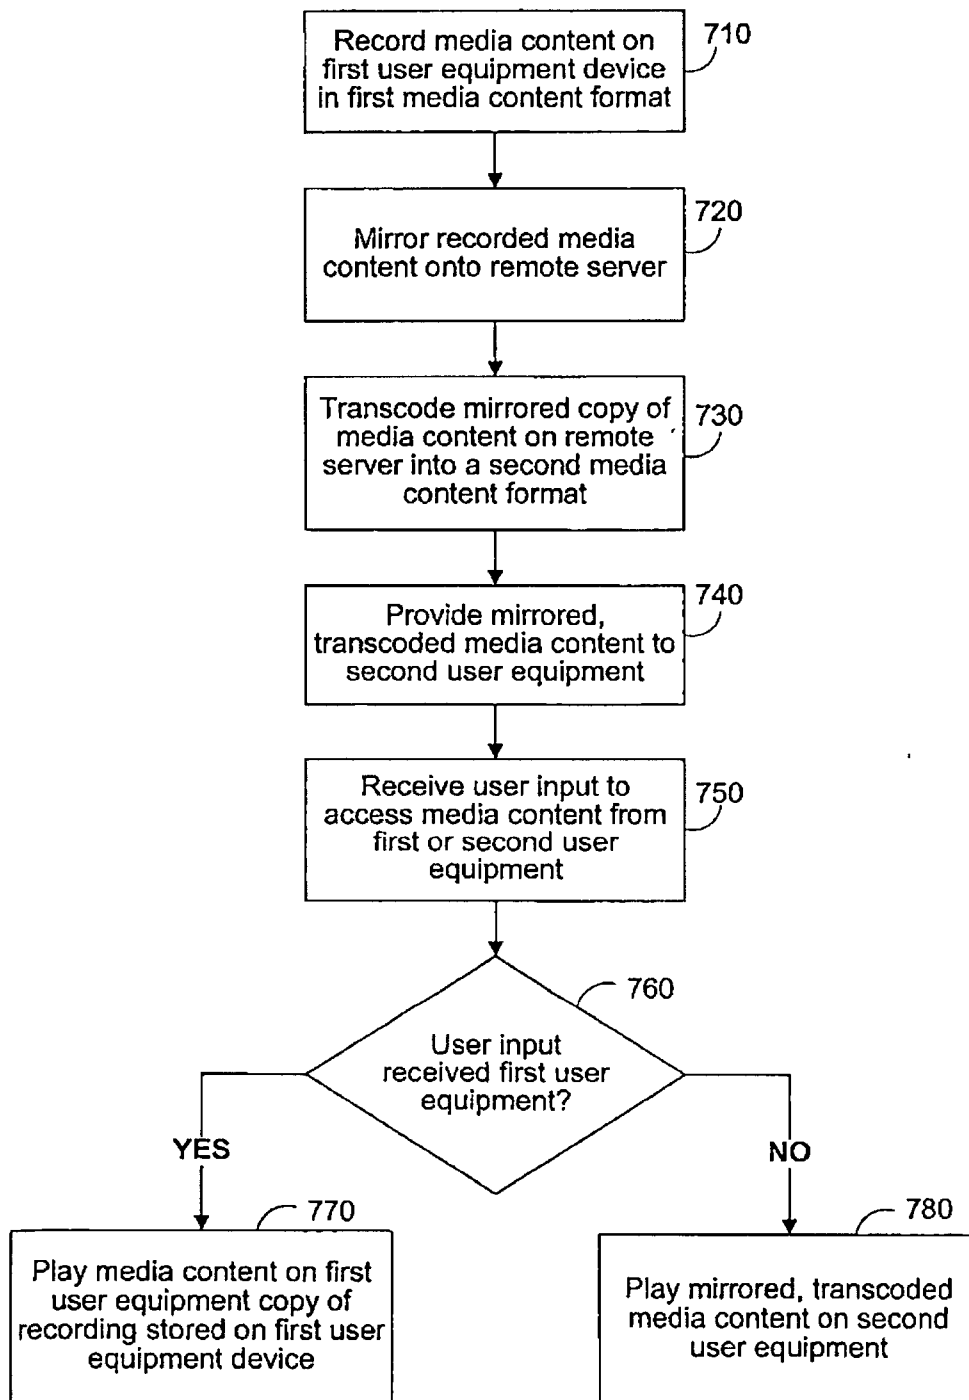 Record media content on
first user equipment device
in first media content format
710
Mirror recorded media
content onto remote server
720
Transcode mirrored copy of
media content on remote
server into a second media
content format
730
Provide mirrored,
transcoded media content to
second user equipment
740
Receive user input to
access media content from
first or second user
equipment
750
User input
received first user
equipment?
760
YES
NO
Play media content on first
user equipment copy of
recording stored on first user
equipment device
770
Play mirrored, transcoded
media content on second
user equipment
780